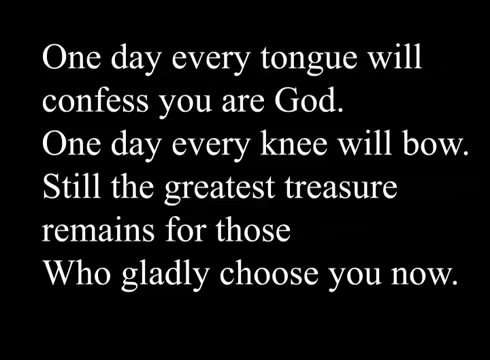 One day every tongue will
confess you are God.
One day every knee will bow.
Still the greatest treasure
remains for those
Who gladly choose you now.